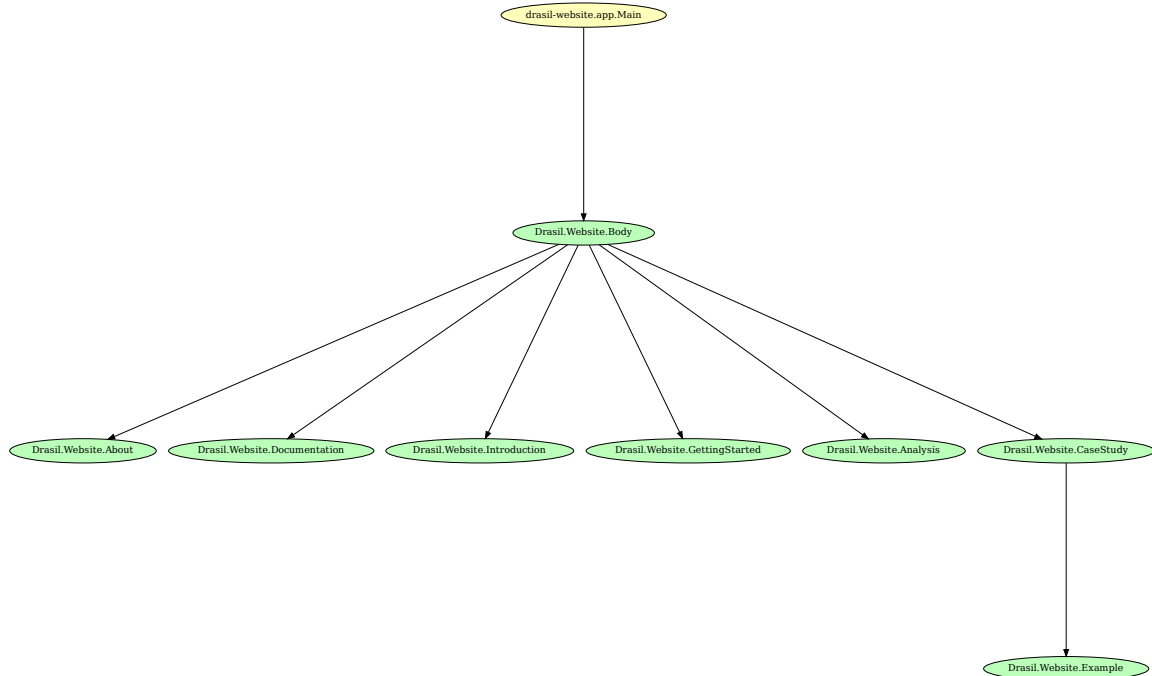 drasil-website.app.Main
Drasil.Website.Body
Drasil.Website.About
Drasil.Website.Documentation
Drasil.Website.Introduction
Drasil.Website.GettingStarted
Drasil.Website.Analysis
Drasil.Website.CaseStudy
Drasil.Website.Example